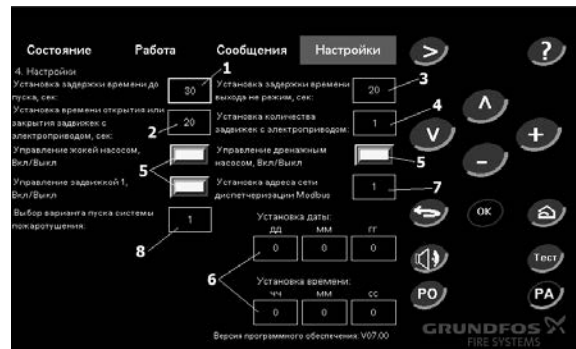 Состояние Работа Сообщения Настройки > ?
4. Настройки 1
Установка задержки времени до
пуска, сек: 30
Установка задержки времени
выхода не режим, сек: 20 3
Установка времени открытия или
закрытия задвижек с
электроприводом, сек: 20 2
Установка количества
задвижек с электроприводом: 1 4
Управление жокей насосом,
Вкл/Выкл 5
Управление дренажным
насосом, Вкл/Выкл 5
Управление задвижкой 1,
Вкл/Выкл
Установка адреса сети
диспетчеризации Modbus 1 7
Выбор варианта пуска системы
пожаротушения: 1 8
Установка даты:
дд мм гг
0 0 0
6
Установка времени:
чч мм сс
0 0 0
Версия программного обеспечения: V07.00
+
-
OK
Тест
PO PA
GRUNDFOS
FIRE SYSTEMS